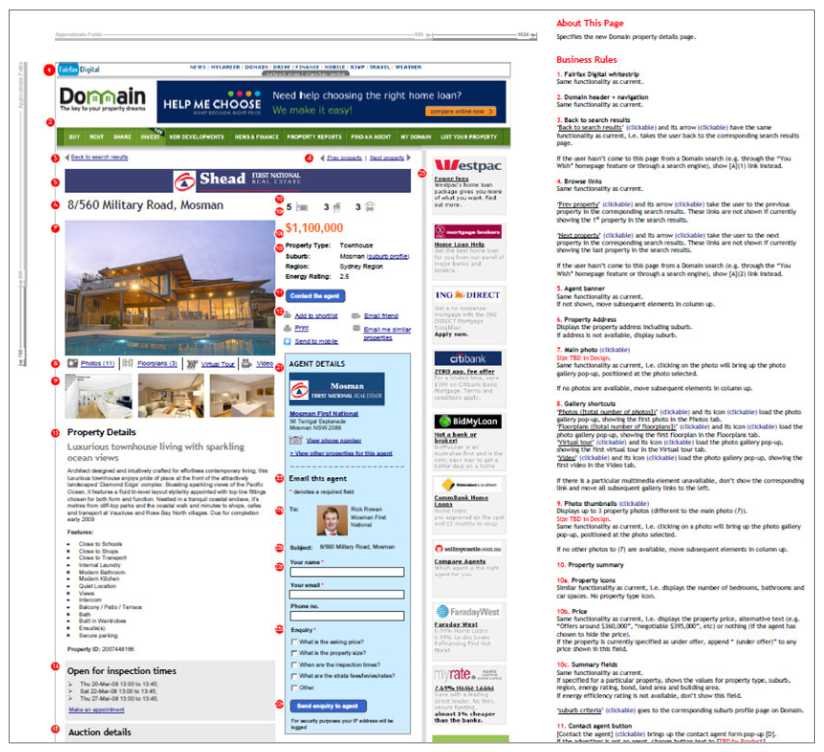 Approximate Folds
800
1024
About This Page
Specifies the new Domain property details page.
Business Rules
1. Fairfax Digital whitestrip
Same functionality as current.
2. Domain header + navigation
Same functionality as current.
3. Back to search results
'Back to search results' (clickable) and its arrow (clickable) have the same
functionality as current, i.e. takes the user back to the corresponding search results
page.
If the user hasn't come to this page from a Domain search (e.g. through the "You
Wish" homepage feature or through a search engine), show [A](1) link instead.
4. Browse links
Same functionality as current.
'Prev property' (clickable) and its arrow (clickable) take the user to the previous
property in the corresponding search results. These links are not shown if currently
showing the 1st property in the search results.
'Next property' (clickable) and its arrow (clickable) take the user to the next
property in the corresponding search results. These links are not shown if currently
showing the last property in the search results.
If the user hasn't come to this page from a Domain search (e.g. through the "You
Wish" homepage feature or through a search engine), show [A](2) link instead.
5. Agent banner
Same functionality as current.
If not shown, move subsequent elements in column up.
6. Property Address
Displays the property address including suburb.
If address is not available, display suburb.
7. Main photo (clickable)
Size TBD in Design.
Same functionality as current, i.e. clicking on the photo will bring up the photo
gallery pop-up, positioned at the photo selected.
If no photos are available, move subsequent elements in column up.
8. Gallery shortcuts
'Photos ([total number of photos])' (clickable) and its icon (clickable) load the photo
gallery pop-up, showing the first photo in the Photos tab.
'Floorplans ([total number of floorplans])' (clickable) and its icon (clickable) load the
photo gallery pop-up, showing the first floorplan in the Floorplans tab.
'Virtual tour' (clickable) and its icon (clickable) load the photo gallery pop-up,
showing the first virtual tour in the Virtual tour tab.
'Video' (clickable) and its icon (clickable) load the photo gallery pop-up, showing the
first video in the Video tab.
If there is a particular multimedia element unavailable, don't show the corresponding
link and move all subsequent gallery links to the left.
9. Photo thumbnails (clickable)
Displays up to 3 property photos (different to the main photo (7)).
Size TBD in Design.
Same functionality as current, i.e. clicking on a photo will bring up the photo gallery
pop-up, positioned at the photo selected.
If no other photos to (7) are available, move subsequent elements in column up.
10. Property summary
10a. Property icons
Similar functionality as current, i.e. displays the number of bedrooms, bathrooms and
car spaces. No property type icon.
10b. Price
Same functionality as current, i.e. displays the property price, alternative text (e.g.
"Offers around $360,000", "negotiable $395,000", etc) or nothing (if the agent has
chosen to hide the price).
If the property is currently specified as under offer, append " (under offer)" to any
price shown in this field.
10c. Summary fields
Same functionality as current.
If specified for a particular property, shows the values for property type, suburb,
region, energy rating, bond, land area and building area.
If energy efficiency rating is not available, don't show this field.
'suburb criteria' (clickable) goes to the corresponding suburb profile page on Domain.
11. Contact agent button
[Contact the agent] (clickable) brings up the contact agent form pop-up [D].
Fairfax Digital
NEWS | MYCAREER | DOMAIN | DRIVE | FINANCE | MOBILE | RSVP | TRAVEL | WEATHER
Domain
The key to your property dreams
HELP ME CHOOSE
Need help choosing the right home loan?
We make it easy!
compare online now
BUY RENT SHARE INVEST NEW DEVELOPMENTS NEWS & FINANCE PROPERTY REPORTS FIND AN AGENT MY DOMAIN LIST YOUR PROPERTY
Back to search results
Prev property | Next property
Shead FIRST NATIONAL
REAL ESTATE
8/560 Military Road, Mosman
5 3 3
$1,100,000
Property Type: Townhouse
Suburb: Mosman (suburb profile)
Region: Sydney Region
Energy Rating: 2.5
Contact the agent
Add to shortlist
Email friend
Print
Email me similar
properties
Send to mobile
Photos (11)
Floorplans (3)
Virtual Tour
Video
Property Details
Luxurious townhouse living with sparkling
ocean views
Architect designed and intuitively crafted for effortless contemporary living, this
luxurious townhouse enjoys pride of place at the front of the attractively
landscaped 'Diamond Edge' complex. Boasting sparkling views of the Pacific
Ocean, it features a fluid tri-level layout stylishly appointed with top line fittings
chosen for both form and function. Nestled in a tranquil coastal enclave, it's
metres from cliff-top parks and the coastal walk and minutes to shops, cafes
and transport at Vaucluse and Rose Bay North villages. Due for completion
early 2009
Features:
Close to Schools
Close to Shops
Close to Transport
Internal Laundry
Modern Bathroom
Modern Kitchen
Quiet Location
Views
Intercom
Balcony / Patio / Terrace
Bath
Built in Wardrobes
Ensuite(s)
Secure parking
Property ID: 2007448166
Open for inspection times
Thu 20-Mar-08 13:00 to 13:45;
Sat 22-Mar-08 13:00 to 13:45;
Thu 27-Mar-08 13:00 to 13:45;
Make an appointment
Auction details
AGENT DETAILS
Mosman
FIRST NATIONAL REAL ESTATE
Mosman First National
98 Terrigal Esplanade
Mosman NSW 2088
View phone number
> View other properties for this agent
Email this agent
* denotes a required field
To:
Rick Rowan
Mosman First
National
Subject: 8/560 Military Road, Mosman
Your name *
Your email *
Phone no.
Enquiry *
What is the asking price?
What is the property size?
When are the inspection times?
What are the strata fees/levies/rates?
Other
Send enquiry to agent
For security purposes your IP address will be
logged
Westpac
Fewer fees
Westpac's home loan
package gives you more
of what you want. Find
out more.
mortgage brokers
Home Loan Help
Get the best home loan
for you from our panel of
major banks and
lenders.
ING DIRECT
Get a no nonsense
mortgage with the ING
DIRECT Mortgage
Simplifier
Apply now.
citibank
ZERO app. fee offer
Mortgage. Terms and
conditions apply.
BidMyLoan
Not a bank or
broker!
BidMyLoan is an
Australian first and is the
new, easy way to get a
better deal on a home
CommBank Home
Loans
Home loans
pre-approved on the spot
and 12 months to shop
sellmycastle.com.au
Compare Agents
Which agent is the right
agent for you
FaradayWest
Faraday West
6.99% Home Loans
Refinancing Find Out
More!
myrate
7.69% Home Loans
Save with a leading
direct lender. No fees,
secure funding,
almost 1% cheaper
than the banks.